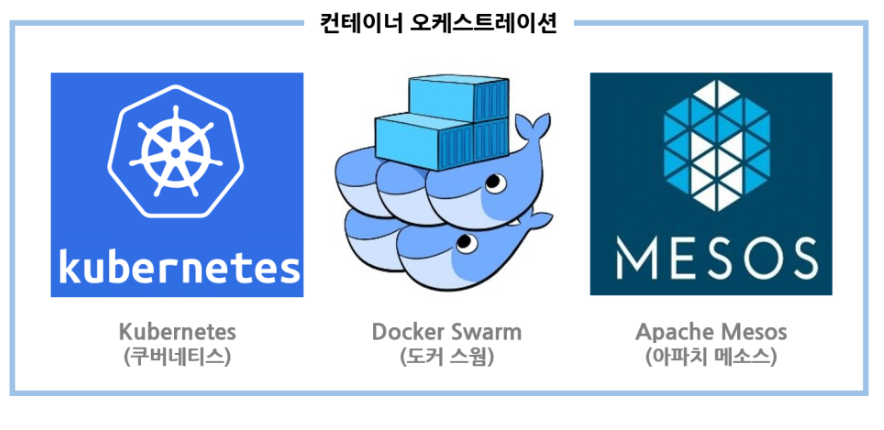 컨테이너 오케스트레이션
kubernetes
MESOS
Kubernetes
(쿠버네티스)
Docker Swarm
(도커 스웜)
Apache Mesos
(아파치 메소스)